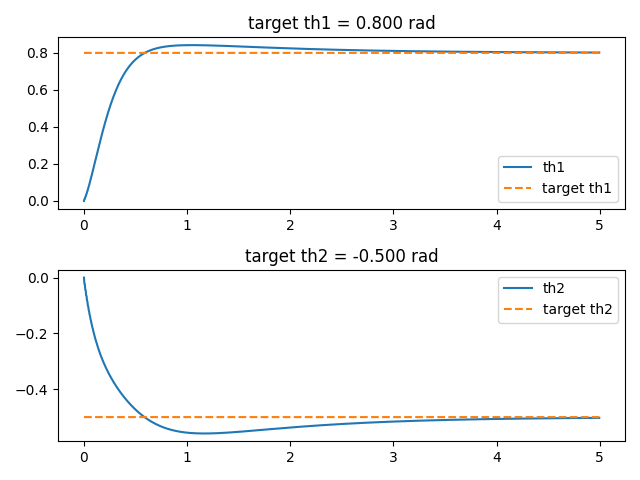 target th1 = 0.800 rad
0.8
0.6
0.4
0.2
0.0
th1
target th1
0 1 2 3 4 5
target th2 = -0.500 rad
0.0
−0.2
−0.4
th2
target th2
0 1 2 3 4 5